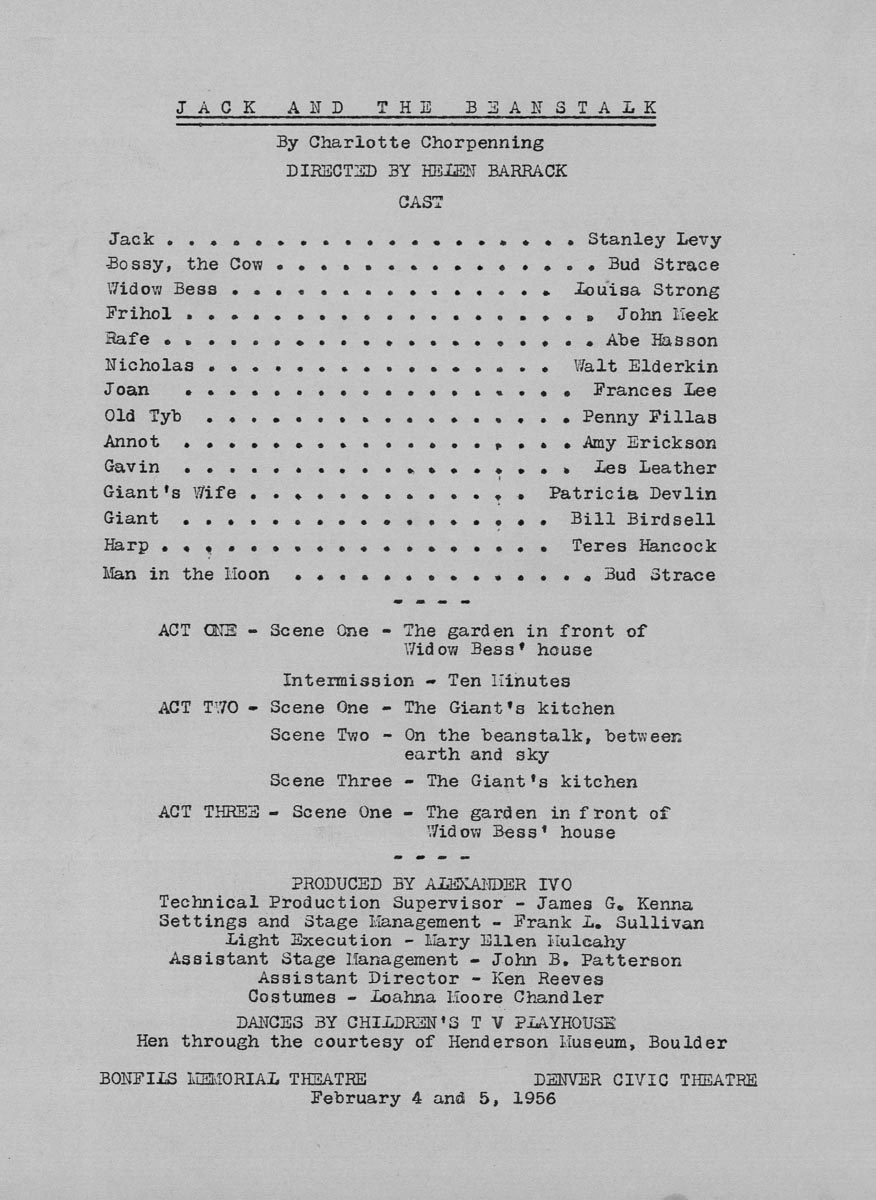 JACK AND THE BEANSTALK
By Charlotte Chorpenning
DIRECTED BY HELEN BARRACK
CAST
Jack . . . . . . . . . . . . . . . . . . . Stanley Levy
Bossy, the Cow . . . . . . . . . . . . . . . Bud Strace
Widow Bess . . . . . . . . . . . . . . . Louisa Strong
Frihol . . . . . . . . . . . . . . . . . . . John Meek
Rafe . . . . . . . . . . . . . . . . . . . . Abe Hasson
Nicholas . . . . . . . . . . . . . . . . Walt Elderkin
Joan . . . . . . . . . . . . . . . . . . Frances Lee
Old Tyb . . . . . . . . . . . . . . . . . Penny Fillas
Annot . . . . . . . . . . . . . . . . . . Amy Erickson
Gavin . . . . . . . . . . . . . . . . . . Les Leather
Giant's Wife . . . . . . . . . . . . . Patricia Devlin
Giant . . . . . . . . . . . . . . . . . Bill Birdsell
Harp . . . . . . . . . . . . . . . . . . Teres Hancock
Man in the Moon . . . . . . . . . . . . . . Bud Strace
- - - -
ACT ONE - Scene One - The garden in front of
Widow Bess' house
Intermission - Ten Minutes
ACT TWO - Scene One - The Giant's kitchen
Scene Two - On the beanstalk, between
earth and sky
Scene Three - The Giant's kitchen
ACT THREE - Scene One - The garden in front of
Widow Bess' house
- - - -
PRODUCED BY ALEXANDER IVO
Technical Production Supervisor - James G. Kenna
Settings and Stage Management - Frank L. Sullivan
Light Execution - Mary Ellen Mulcahy
Assistant Stage Management - John B. Patterson
Assistant Director - Ken Reeves
Costumes - Loahna Moore Chandler
DANCES BY CHILDREN'S T V PLAYHOUSE
Hen through the courtesy of Henderson Museum, Boulder
BONFILS MEMORIAL THEATRE DENVER CIVIC THEATRE
February 4 and 5, 1956